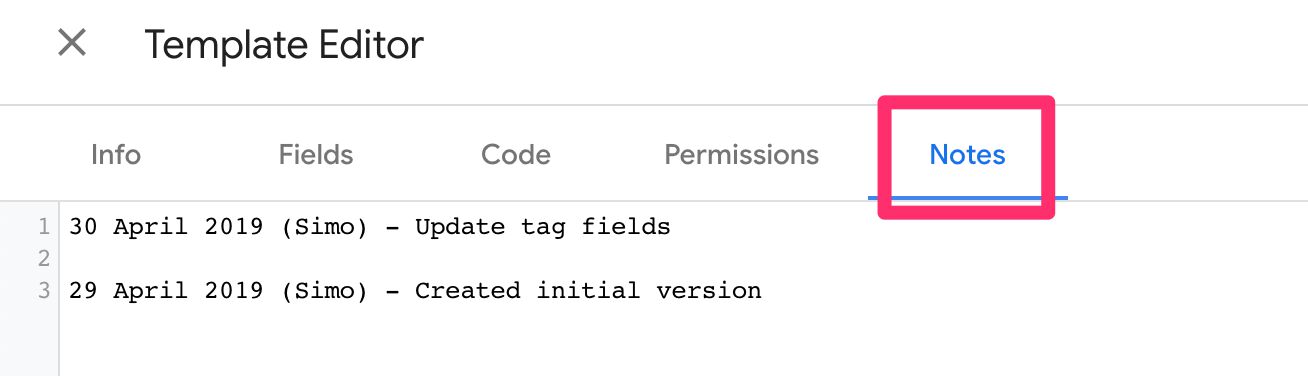 Template Editor
Info Fields Code Permissions Notes
1 30 April 2019 (Simo) - Update tag fields
2
3 29 April 2019 (Simo) - Created initial version